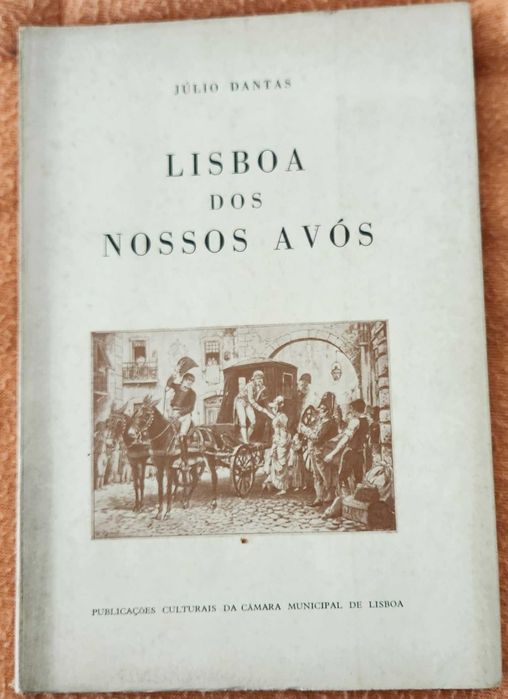 JÚLIO DANTAS
LISBOA
DOS
NOSSOS AVÓS
PUBLICAÇÕES CULTURAIS DA CÂMARA MUNICIPAL DE LISBOA